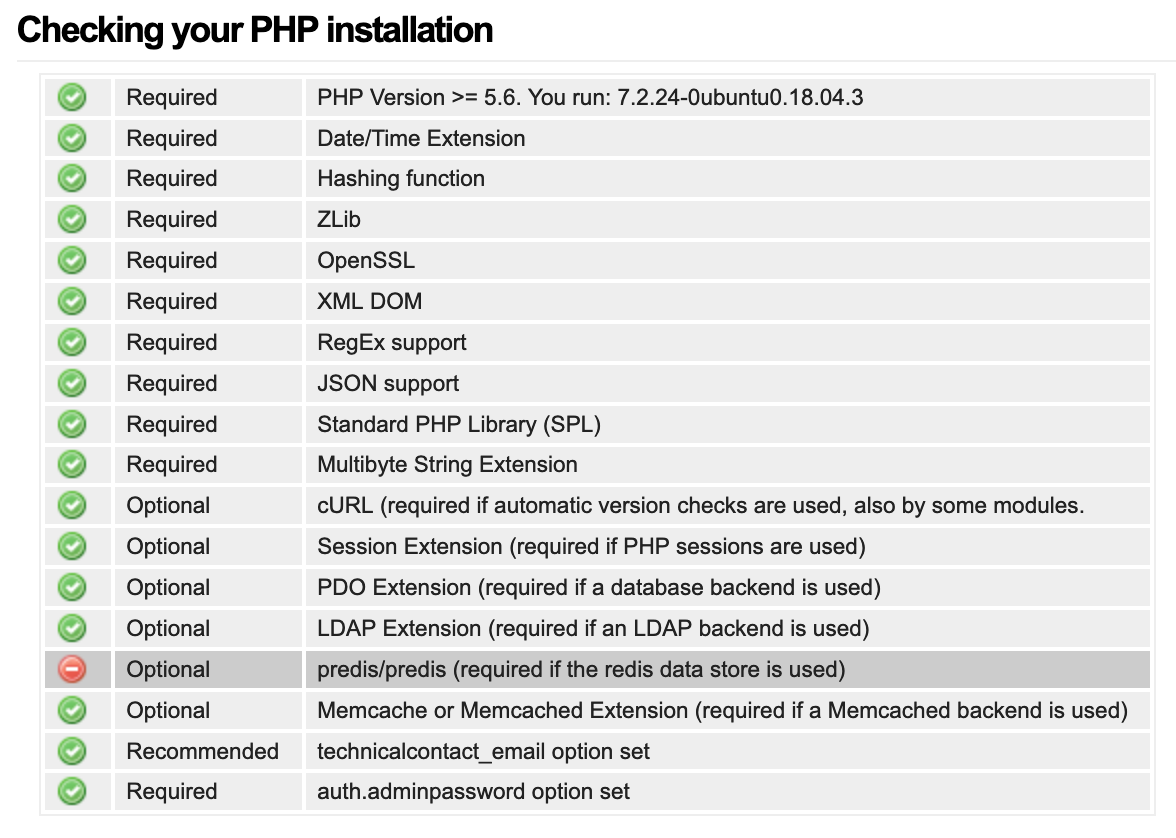 Checking your PHP installation
Required PHP Version >= 5.6. You run: 7.2.24-0ubuntu0.18.04.3
Required Date/Time Extension
Required Hashing function
Required ZLib
Required OpenSSL
Required XML DOM
Required RegEx support
Required JSON support
Required Standard PHP Library (SPL)
Required Multibyte String Extension
Optional cURL (required if automatic version checks are used, also by some modules.
Optional Session Extension (required if PHP sessions are used)
Optional PDO Extension (required if a database backend is used)
Optional LDAP Extension (required if an LDAP backend is used)
Optional predis/predis (required if the redis data store is used)
Optional Memcache or Memcached Extension (required if a Memcached backend is used)
Recommended technicalcontact_email option set
Required auth.adminpassword option set